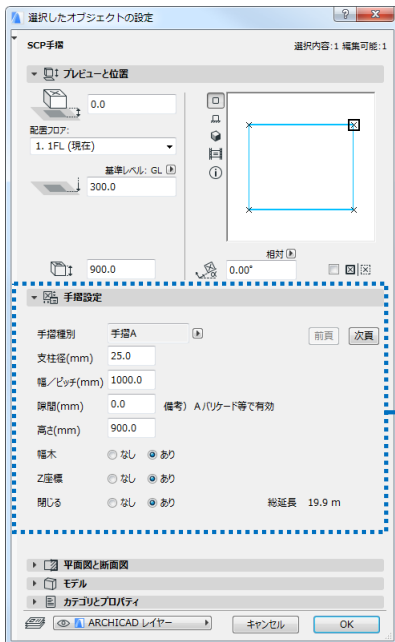 選択したオブジェクトの設定
SCP手摺
選択内容:1 編集可能:1
プレビューと位置
0.0
配置フロア:
1. 1FL (現在)
基準レベル: GL
300.0
900.0
相対
0.00°
手摺設定
手摺種別 手摺A 前頁 次頁
支柱径(mm) 25.0
幅／ピッチ(mm) 1000.0
隙間(mm) 0.0 備考） Aバリケード等で有効
高さ(mm) 900.0
幅木 なし あり
Z座標 なし あり
閉じる なし あり 総延長 19.9 m
平面図と断面図
モデル
カテゴリとプロパティ
ARCHICAD レイヤー キャンセル OK